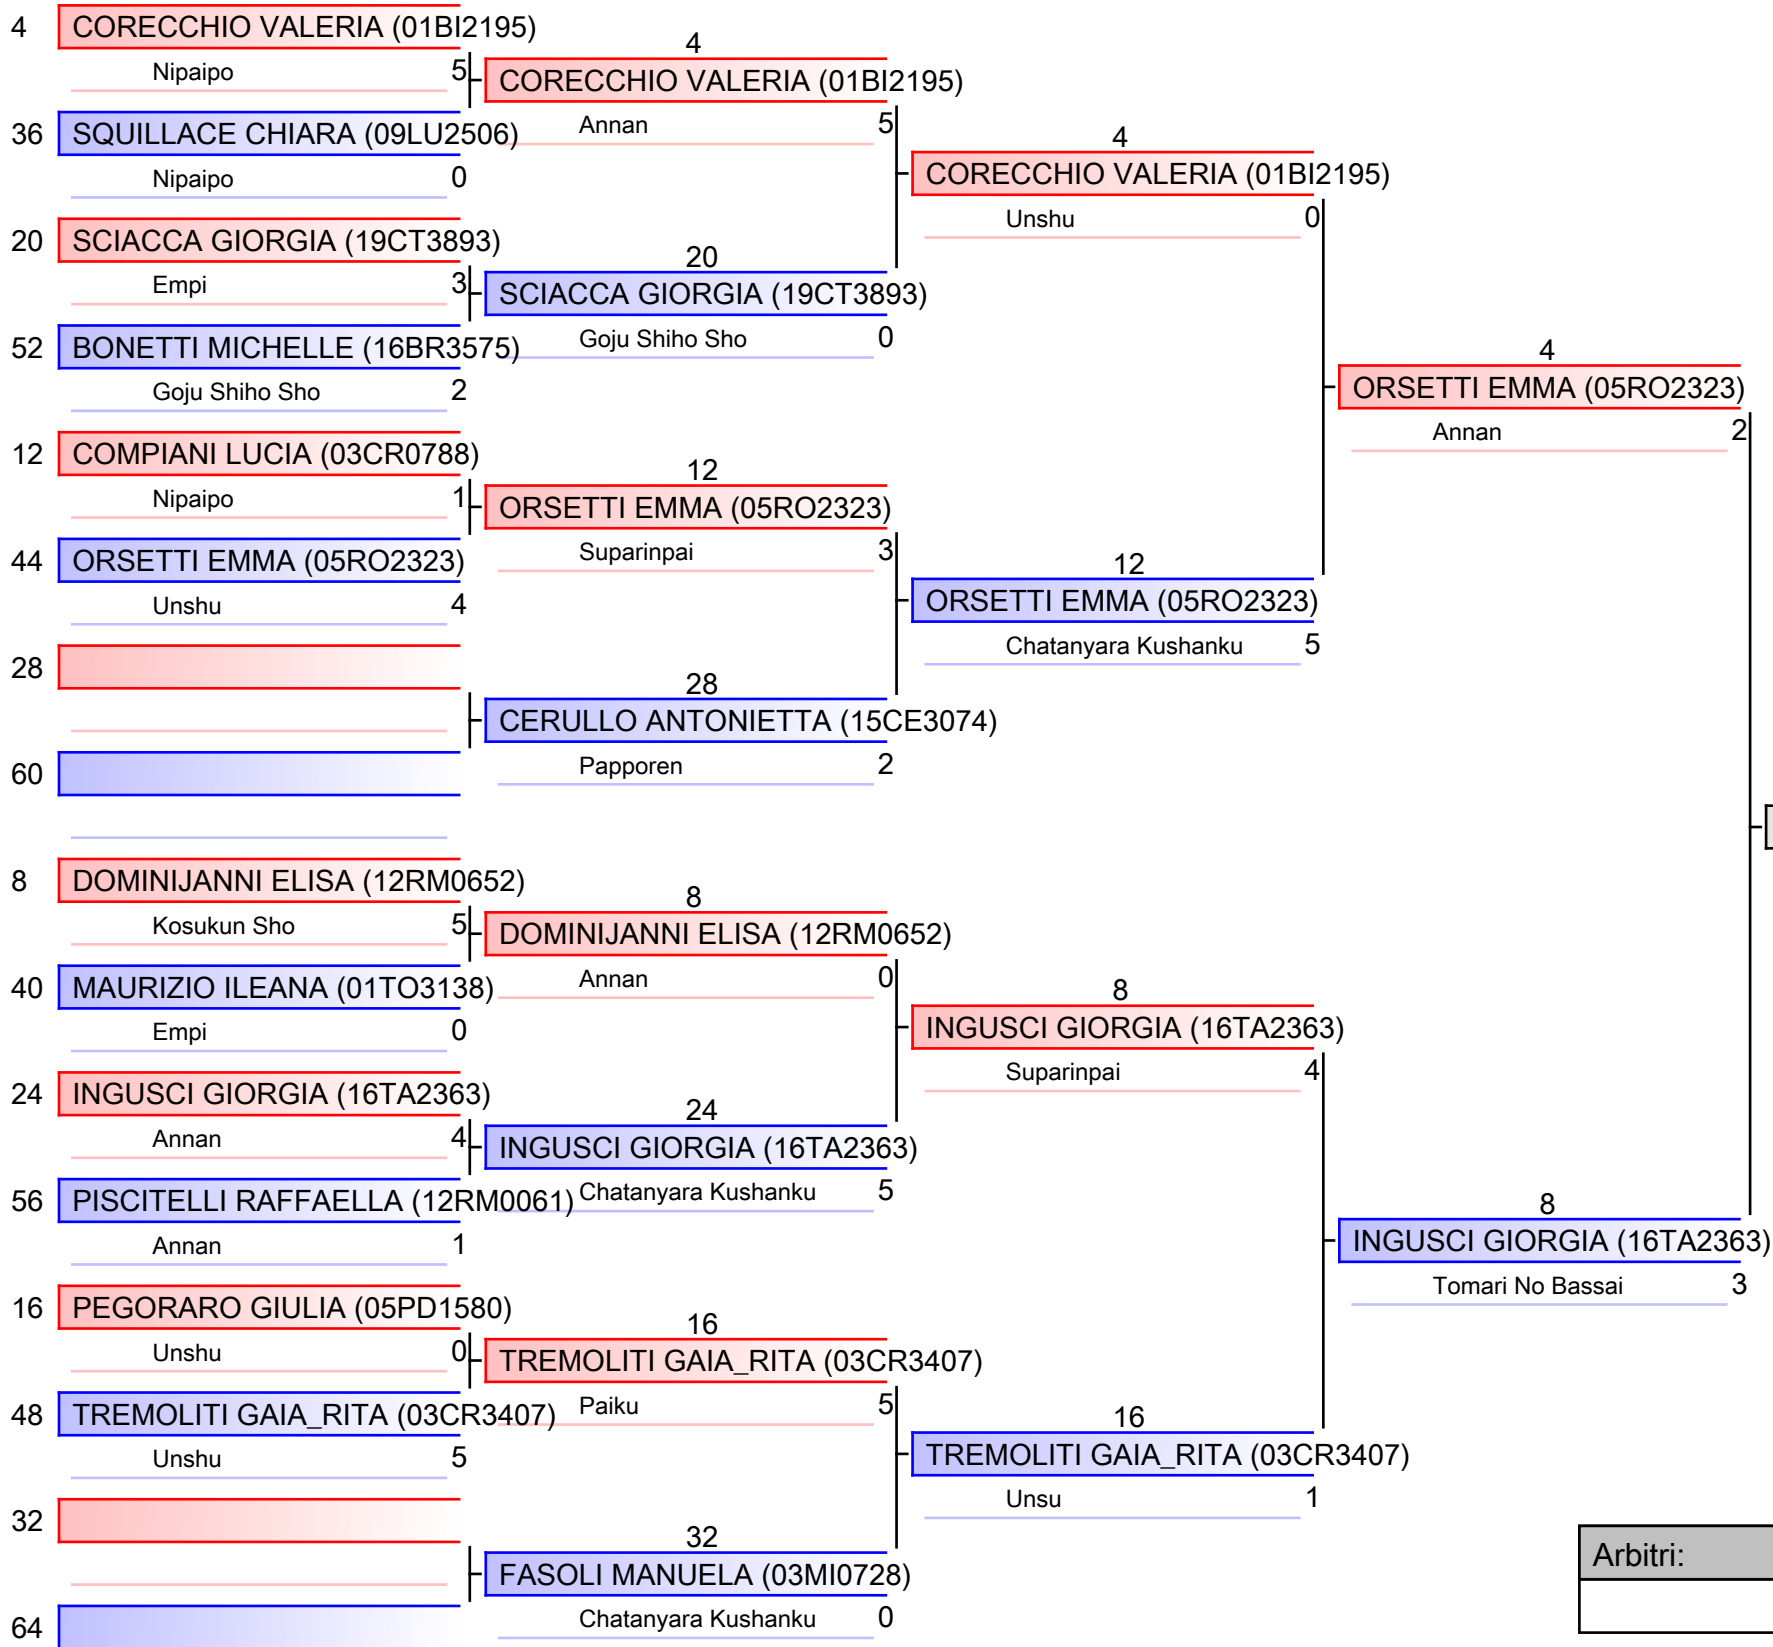 4 CORECCHIO VALERIA (01BI2195)
Nipaipo 5
36 SQUILLACE CHIARA (09LU2506)
Nipaipo 0
20 SCIACCA GIORGIA (19CT3893)
Empi 3
52 BONETTI MICHELLE (16BR3575)
Goju Shiho Sho 2
12 COMPIANI LUCIA (03CR0788)
Nipaipo 1
44 ORSETTI EMMA (05RO2323)
Unshu 4
28
60
8 DOMINIJANNI ELISA (12RM0652)
Kosukun Sho 5
40 MAURIZIO ILEANA (01TO3138)
Empi 0
24 INGUSCI GIORGIA (16TA2363)
Annan 4
56 PISCITELLI RAFFAELLA (12RM0061)
Annan 1
16 PEGORARO GIULIA (05PD1580)
Unshu 0
48 TREMOLITI GAIA_RITA (03CR3407)
Unshu 5
32
64
4
CORECCHIO VALERIA (01BI2195)
Annan 5
20
SCIACCA GIORGIA (19CT3893)
Goju Shiho Sho 0
12
ORSETTI EMMA (05RO2323)
Suparinpai 3
28
CERULLO ANTONIETTA (15CE3074)
Papporen 2
8
DOMINIJANNI ELISA (12RM0652)
Annan 0
24
INGUSCI GIORGIA (16TA2363)
Chatanyara Kushanku 5
16
TREMOLITI GAIA_RITA (03CR3407)
Paiku 5
32
FASOLI MANUELA (03MI0728)
Chatanyara Kushanku 0
4
CORECCHIO VALERIA (01BI2195)
Unshu 0
12
ORSETTI EMMA (05RO2323)
Chatanyara Kushanku 5
8
INGUSCI GIORGIA (16TA2363)
Suparinpai 4
16
TREMOLITI GAIA_RITA (03CR3407)
Unsu 1
4
ORSETTI EMMA (05RO2323)
Annan 2
8
INGUSCI GIORGIA (16TA2363)
Tomari No Bassai 3
Arbitri: